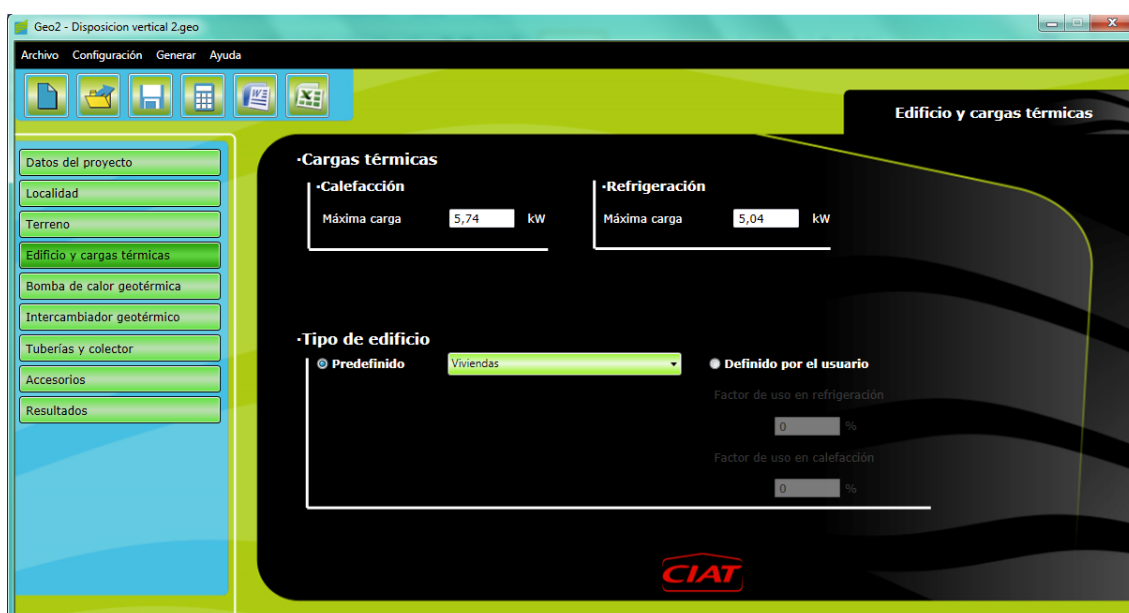 Geo2 - Disposicion vertical 2.geo
Archivo Configuración Generar Ayuda
Edificio y cargas térmicas
Datos del proyecto
Localidad
Terreno
Edificio y cargas térmicas
Bomba de calor geotérmica
Intercambiador geotérmico
Tuberías y colector
Accesorios
Resultados
·Cargas térmicas
·Calefacción
Máxima carga 5,74 kW
·Refrigeración
Máxima carga 5,04 kW
·Tipo de edificio
Predefinido Viviendas Definido por el usuario
Factor de uso en refrigeración
0 %
Factor de uso en calefacción
0 %
CIAT